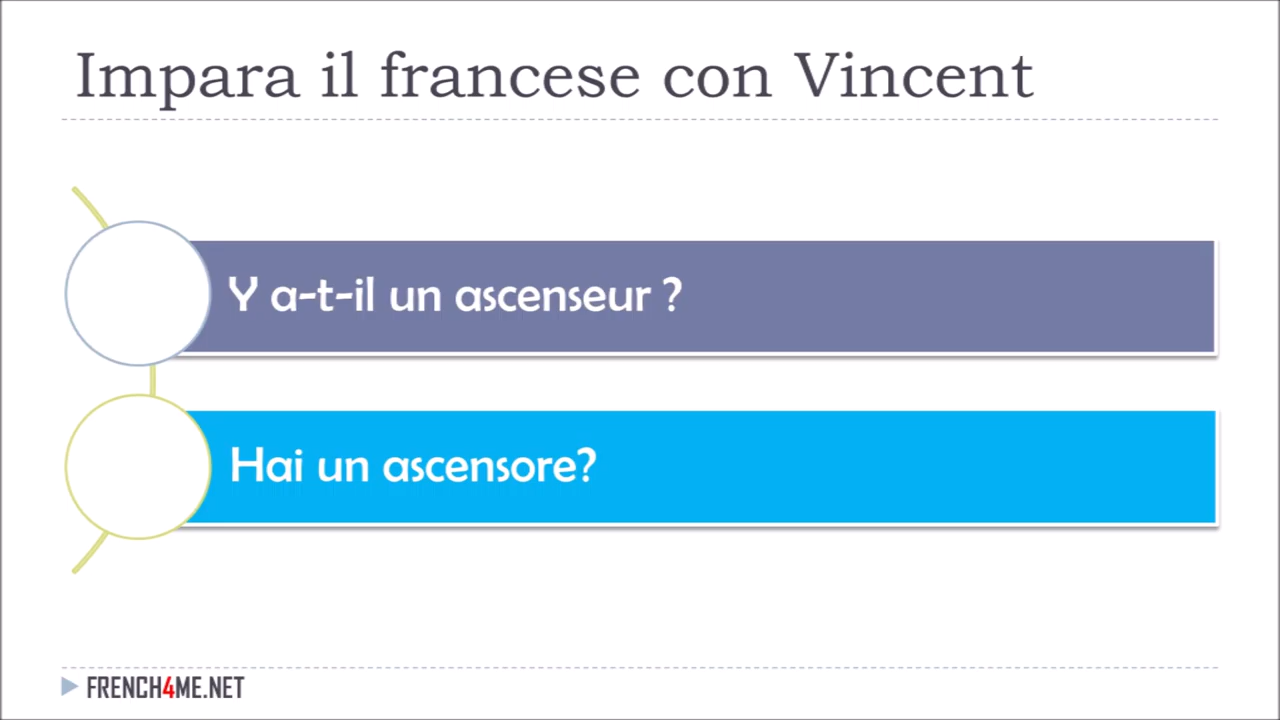 Impara il francese con Vincent
Y a-t-il un ascenseur ?
Hai un ascensore?
FRENCH4ME.NET